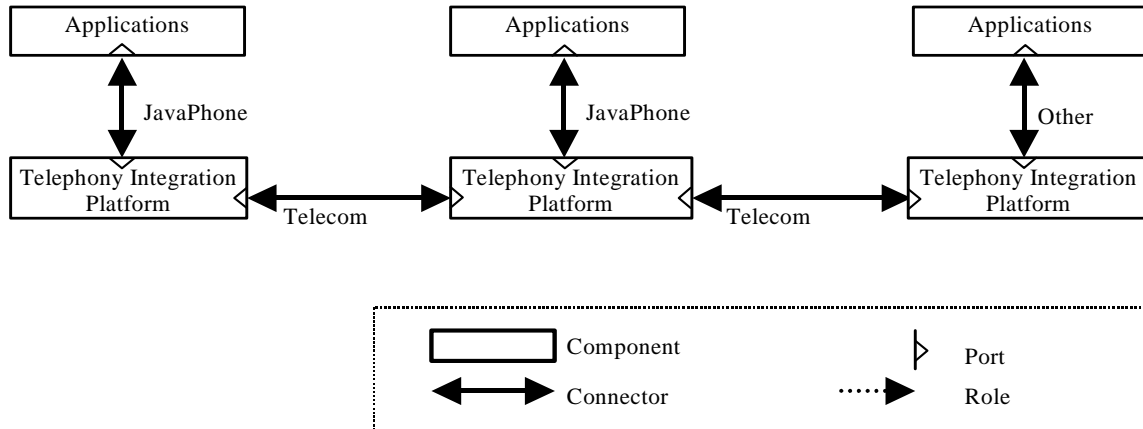 Applications
Applications
Applications
JavaPhone
JavaPhone
Other
Telephony Integration
Platform
Telephony Integration
Platform
Telephony Integration
Platform
Telecom
Telecom
Component
Port
Connector
Role